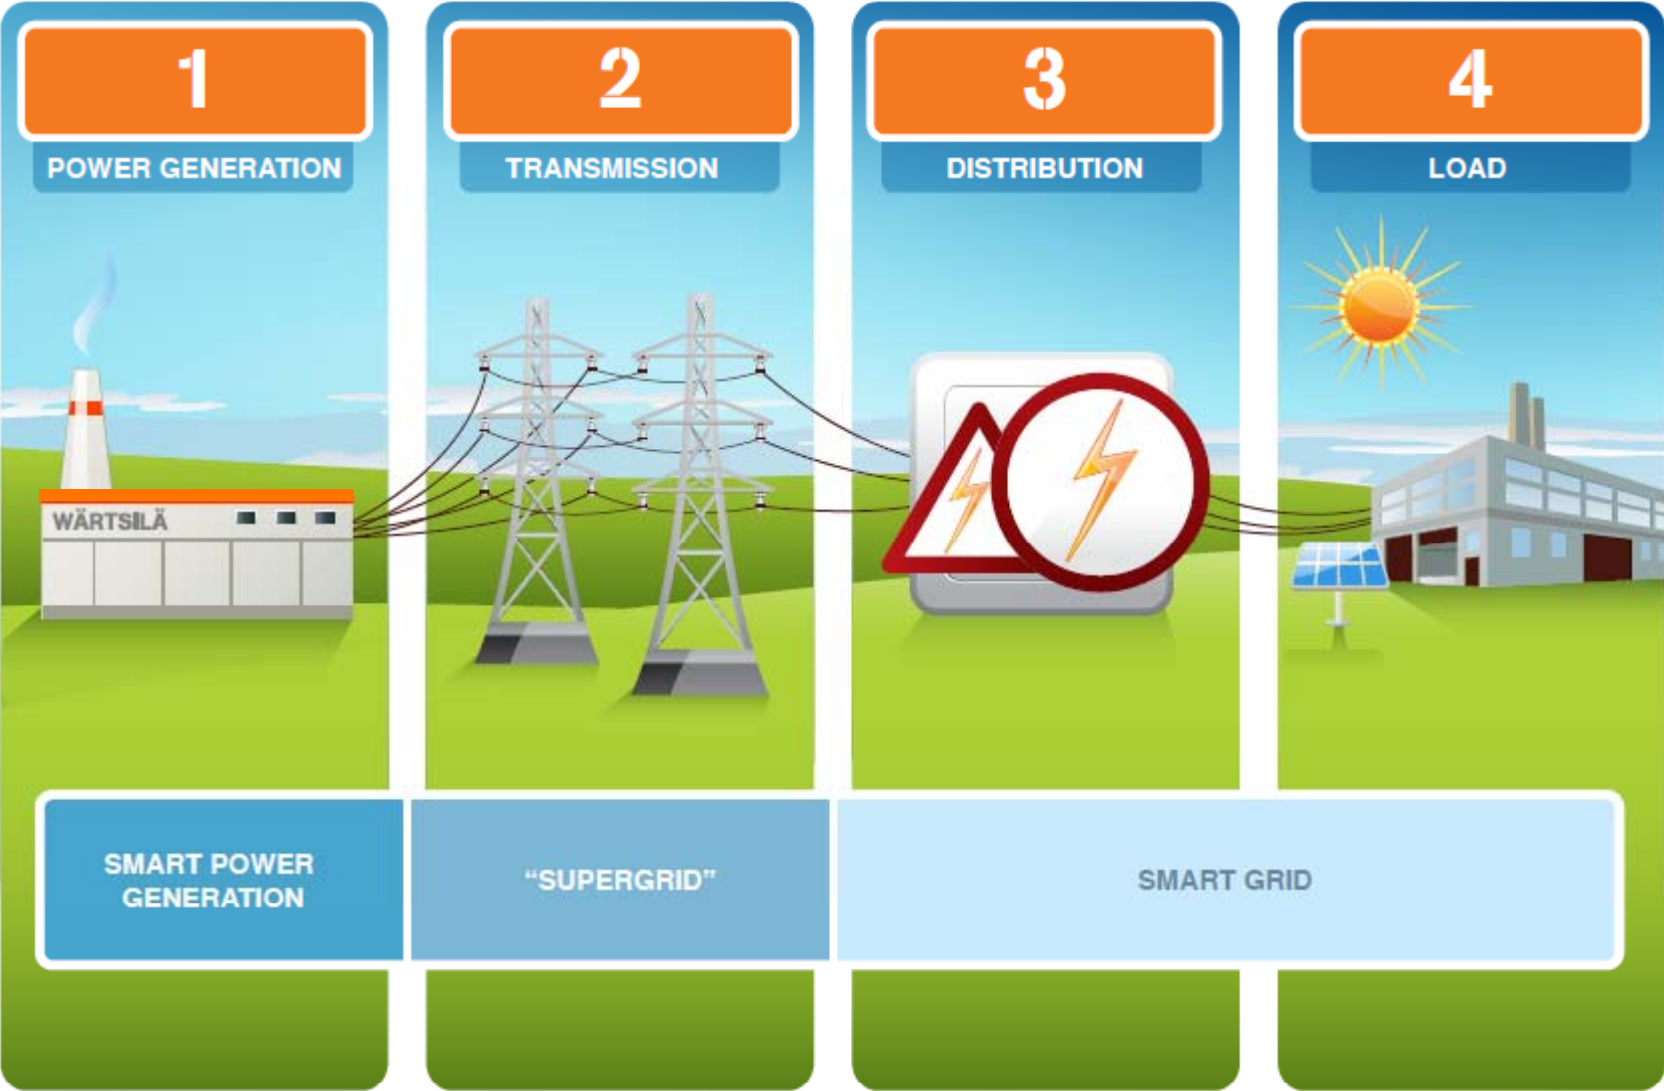 1
2
3
4
POWER GENERATION
TRANSMISSION
DISTRIBUTION
LOAD
WÄRTSILÄ
SMART POWER
GENERATION
“SUPERGRID”
SMART GRID